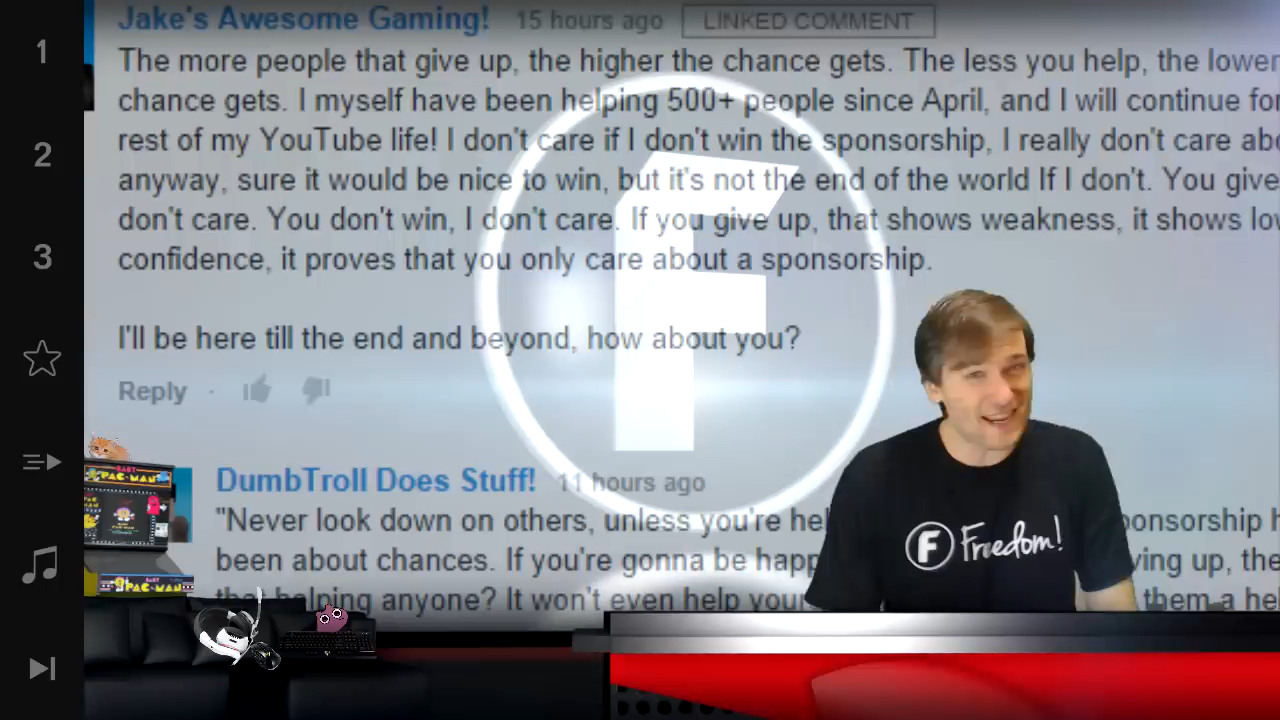 1
2
3
Jake's Awesome Gaming! 15 hours ago LINKED COMMENT
The more people that give up, the higher the chance gets. The less you help, the lower
chance gets. I myself have been helping 500+ people since April, and I will continue for
rest of my YouTube life! I don't care if I don't win the sponsorship, I really don't care
anyway, sure it would be nice to win, but it's not the end of the world If I don't. You give
don't care. You don't win, I don't care. If you give up, that shows weakness, it shows
confidence, it proves that you only care about a sponsorship.
I'll be here till the end and beyond, how about you?
Reply ·
DumbTroll Does Stuff! 11 hours ago
"Never look down on others, unless you're
been about chances. If you're gonna be up, the
that helping anyone? It won't even help them a
F
F Freedom!
BABY
PAC-MAN
PAC-MAN